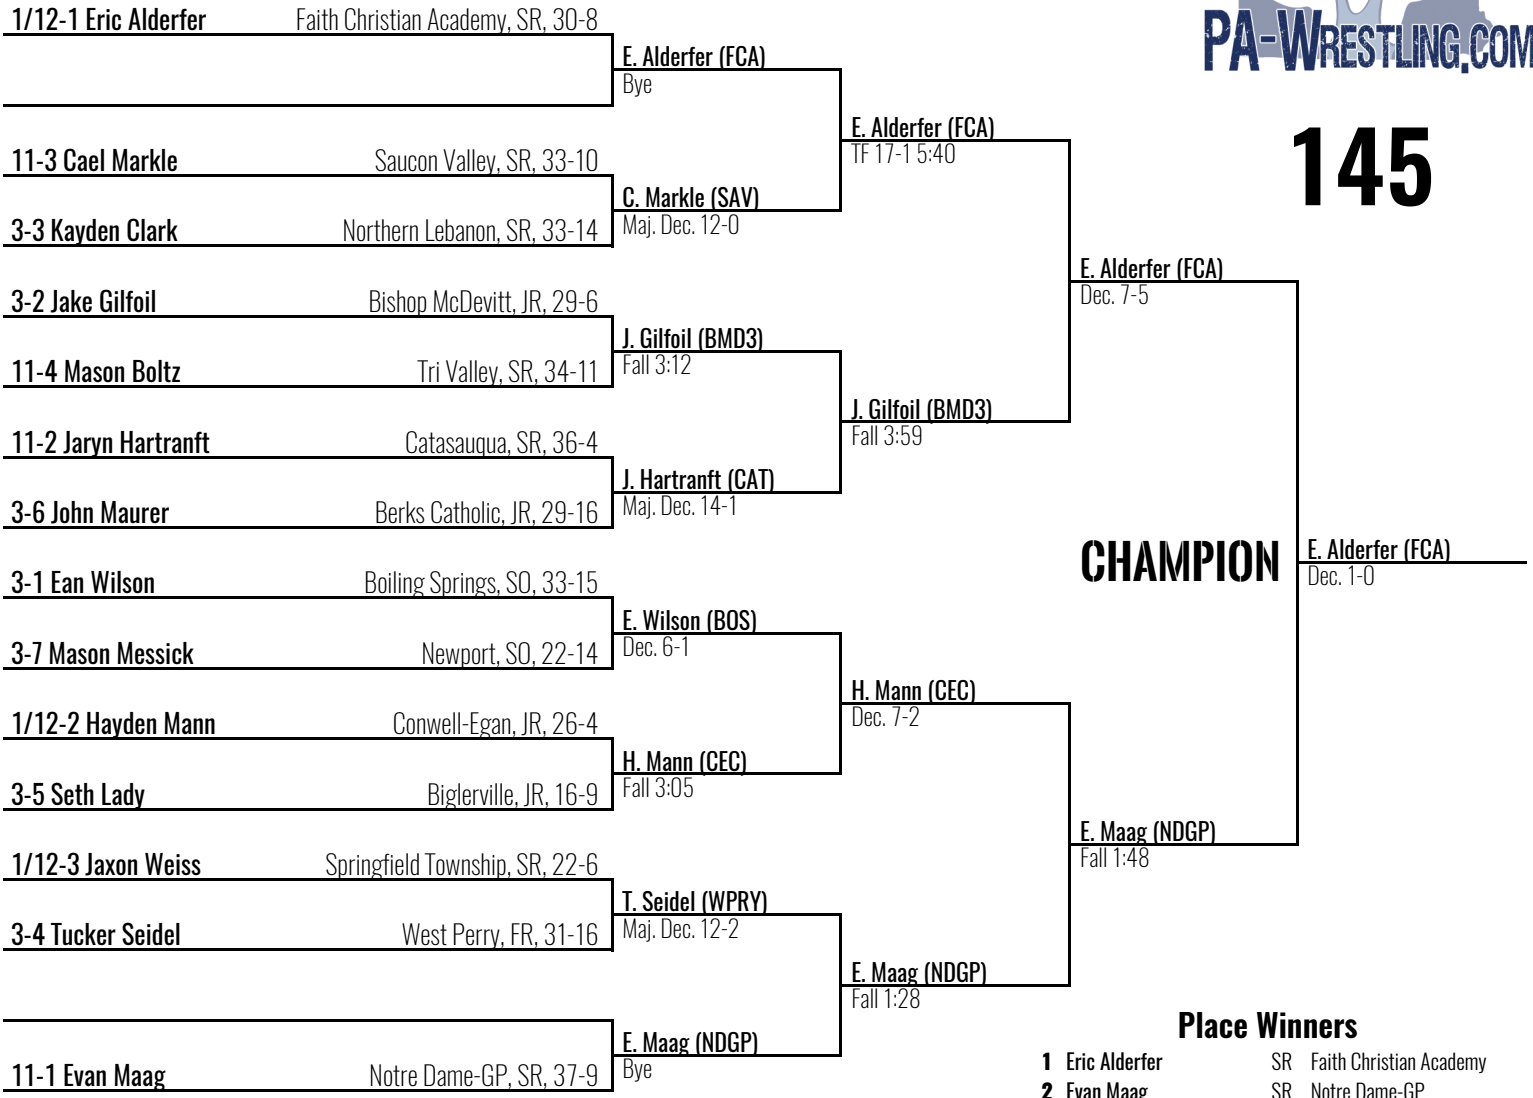 1/12-1 Eric Alderfer Faith Christian Academy, SR, 30-8
PA-WRESTLING.COM
E. Alderfer (FCA)
Bye
E. Alderfer (FCA)
TF 17-1 5:40
145
11-3 Cael Markle Saucon Valley, SR, 33-10
C. Markle (SAV)
Maj. Dec. 12-0
3-3 Kayden Clark Northern Lebanon, SR, 33-14
E. Alderfer (FCA)
Dec. 7-5
3-2 Jake Gilfoil Bishop McDevitt, JR, 29-6
J. Gilfoil (BMD3)
Fall 3:12
11-4 Mason Boltz Tri Valley, SR, 34-11
J. Gilfoil (BMD3)
Fall 3:59
11-2 Jaryn Hartranft Catasauqua, SR, 36-4
J. Hartranft (CAT)
Maj. Dec. 14-1
3-6 John Maurer Berks Catholic, JR, 29-16
CHAMPION
E. Alderfer (FCA)
Dec. 1-0
3-1 Ean Wilson Boiling Springs, SO, 33-15
E. Wilson (BOS)
Dec. 6-1
3-7 Mason Messick Newport, SO, 22-14
H. Mann (CEC)
Dec. 7-2
1/12-2 Hayden Mann Conwell-Egan, JR, 26-4
H. Mann (CEC)
Fall 3:05
3-5 Seth Lady Biglerville, JR, 16-9
E. Maag (NDGP)
Fall 1:48
1/12-3 Jaxon Weiss Springfield Township, SR, 22-6
T. Seidel (WPRY)
Maj. Dec. 12-2
3-4 Tucker Seidel West Perry, FR, 31-16
E. Maag (NDGP)
Fall 1:28
E. Maag (NDGP)
Bye
11-1 Evan Maag Notre Dame-GP, SR, 37-9
Place Winners
1 Eric Alderfer SR Faith Christian Academy
2 Evan Maag SR Notre Dame-GP